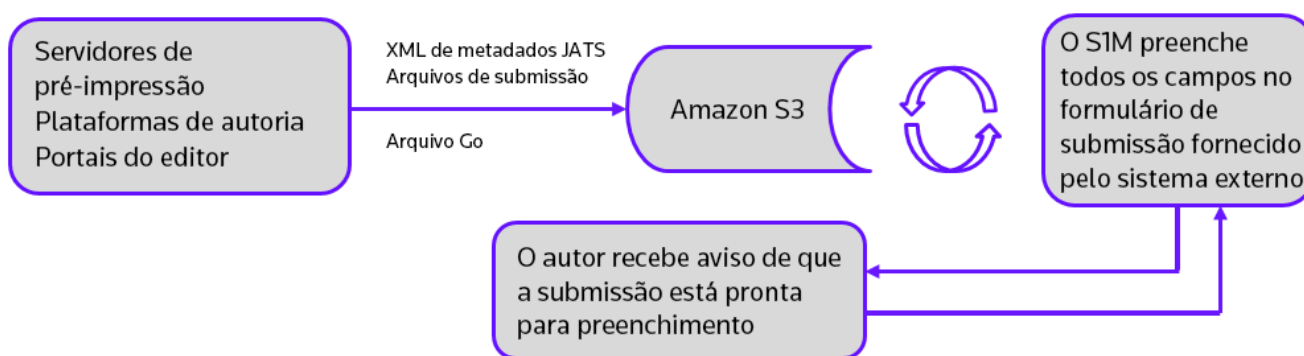 Servidores de
pré-impressão
Plataformas de autoria
Portais do editor
XML de metadados JATS
Arquivos de submissão
Arquivo Go
Amazon S3
O S1M preenche
todos os campos no
formulário de
submissão fornecido
pelo sistema externo
O autor recebe aviso de que
a submissão está pronta
para preenchimento